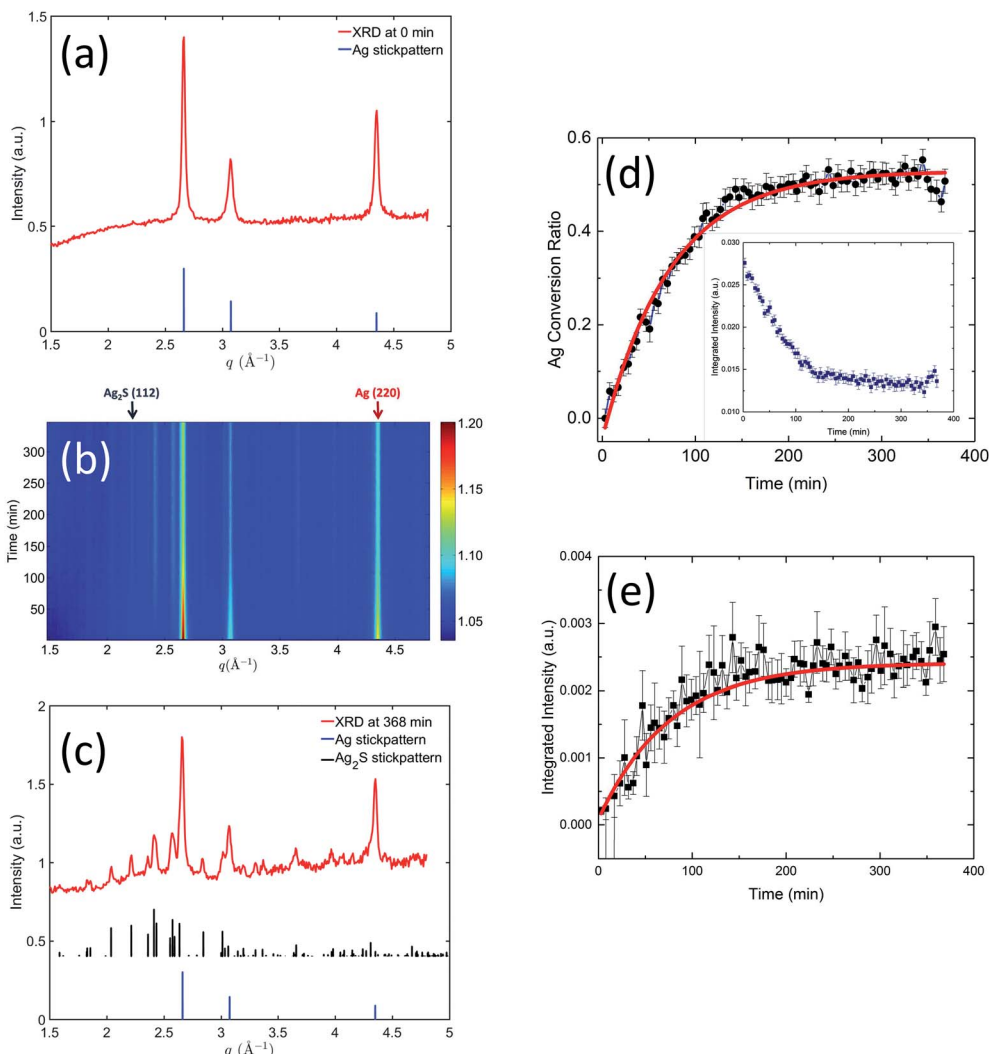 (a)
XRD at 0 min
Ag stickpattern
1.5
1
0.5
0
Intensity (a.u.)
1.5 2 2.5 3 3.5 4 4.5 5
q (Å⁻¹)
Ag₂S (112)
Ag (220)
(b)
300
250
200
150
100
50
Time (min)
1.5 2.0 2.5 3.0 3.5 4.0 4.5
q(Å⁻¹)
1.20
1.15
1.10
1.05
(c)
XRD at 368 min
Ag stickpattern
Ag₂S stickpattern
2
1.5
1
0.5
0
Intensity (a.u.)
1.5 2 2.5 3 3.5 4 4.5 5
q (Å⁻¹)
(d)
0.6
0.4
0.2
0.0
Ag Conversion Ratio
0 100 200 300 400
Time (min)
0.030
0.025
0.020
0.015
0.010
Integrated Intensity (a.u.)
0 100 200 300 400
Time (min)
(e)
0.004
0.003
0.002
0.001
0.000
Integrated Intensity (a.u.)
0 100 200 300 400
Time (min)